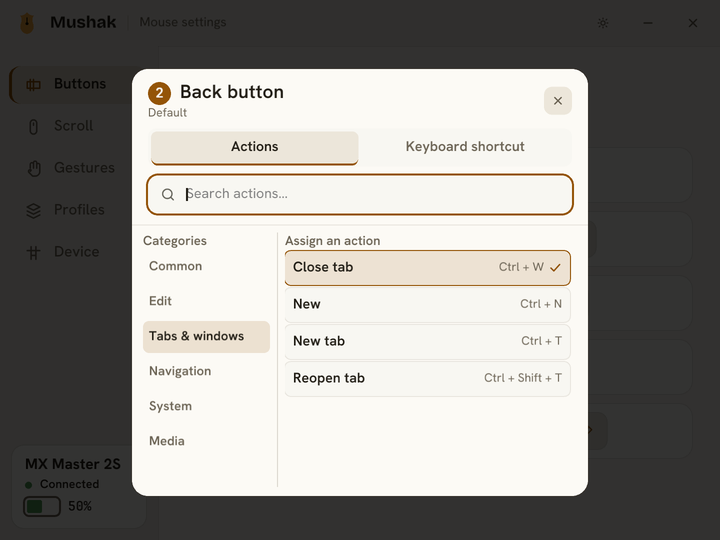 Mushak Mouse settings
Buttons
Scroll
Gestures
Profiles
Device
MX Master 2S
Connected
50%
2 Back button
Default
Actions Keyboard shortcut
Search actions...
Categories
Common
Edit
Tabs & windows
Navigation
System
Media
Assign an action
Close tab Ctrl + W
New Ctrl + N
New tab Ctrl + T
Reopen tab Ctrl + Shift + T